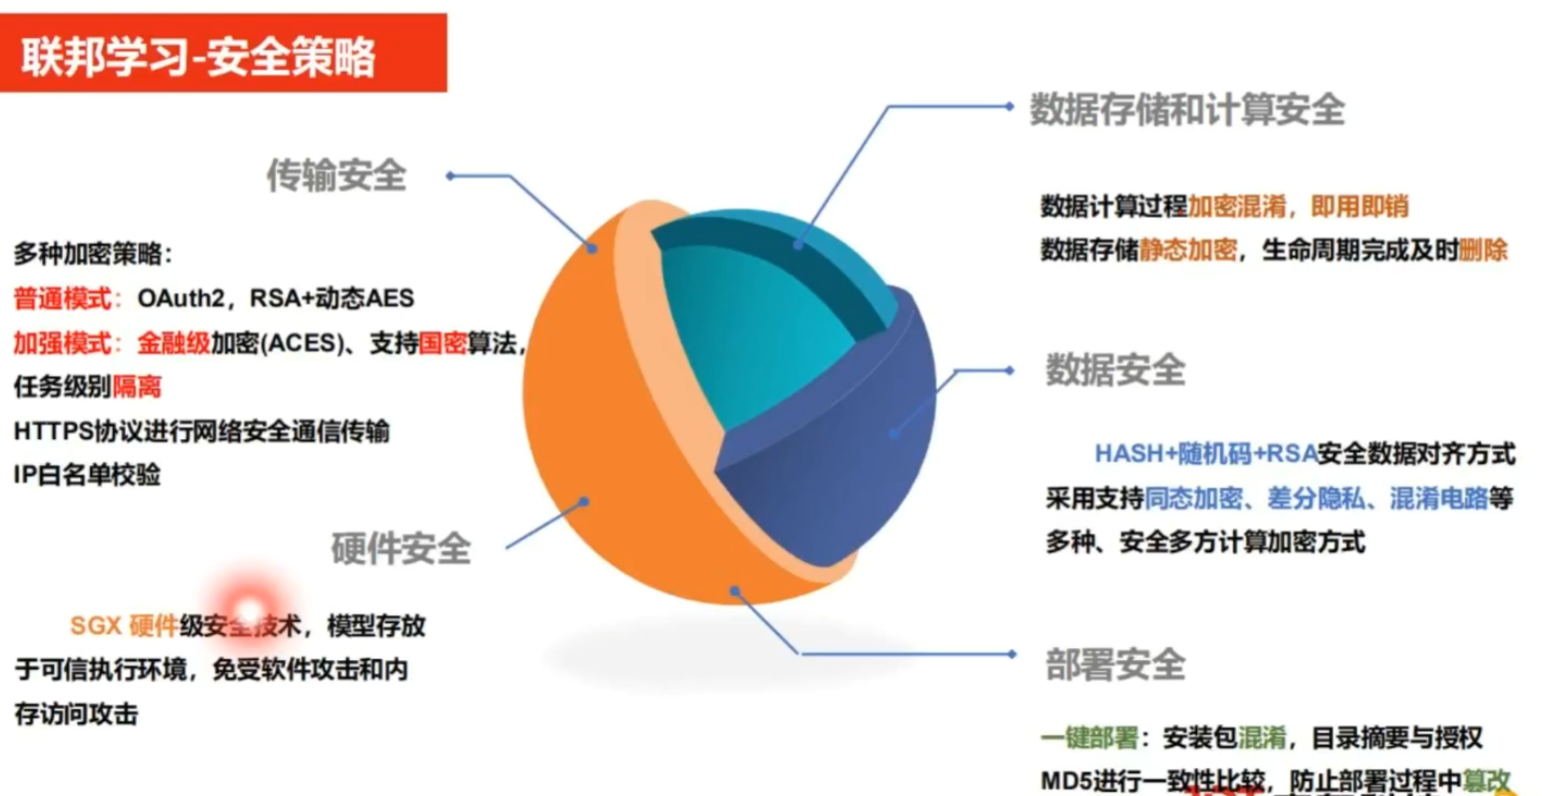 联邦学习-安全策略
传输安全
多种加密策略：
普通模式：OAuth2，RSA+动态AES
加强模式：金融级加密(ACES)、支持国密算法，
任务级别隔离
HTTPS协议进行网络安全通信传输
IP白名单校验
硬件安全
SGX 硬件级安全技术，模型存放
于可信执行环境，免受软件攻击和内
存访问攻击
数据存储和计算安全
数据计算过程加密混淆，即用即销
数据存储静态加密，生命周期完成及时删除
数据安全
HASH+随机码+RSA安全数据对齐方式
采用支持同态加密、差分隐私、混淆电路等
多种、安全多方计算加密方式
部署安全
一键部署：安装包混淆，目录摘要与授权
MD5进行一致性比较，防止部署过程中篡改